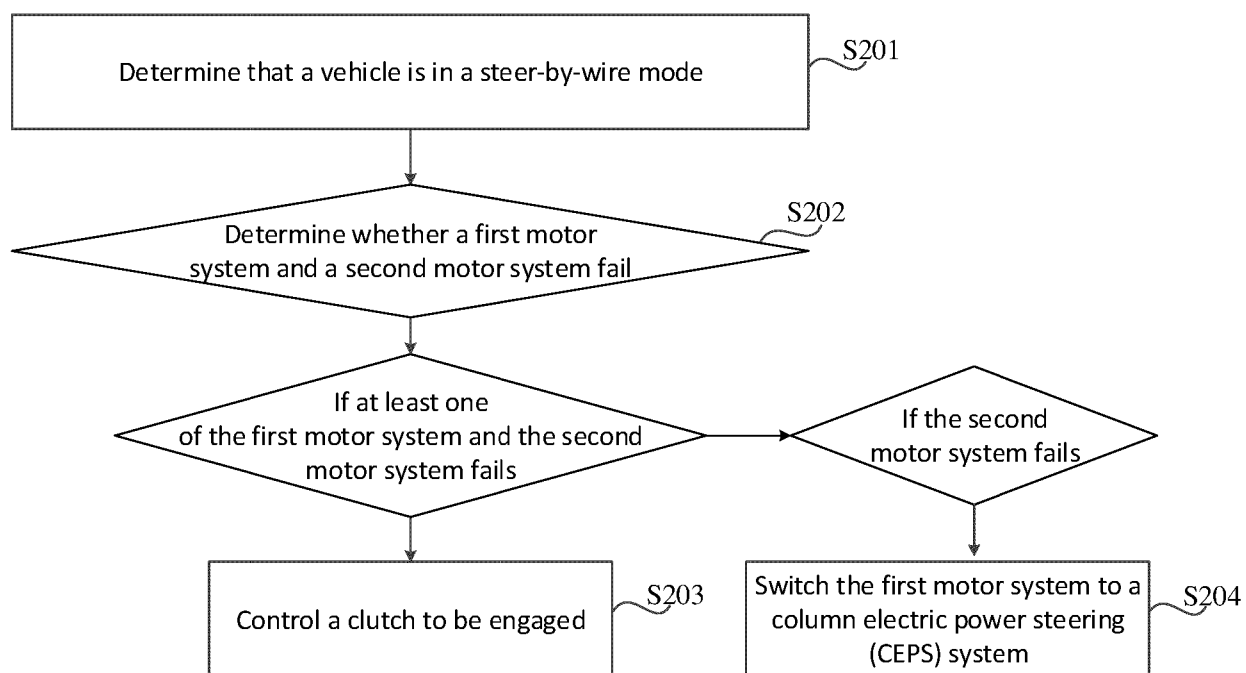 Determine that a vehicle is in a steer-by-wire mode
S201
S202
Determine whether a first motor
system and a second motor system fail
If at least one
of the first motor system and the second
motor system fails
If the second
motor system fails
Control a clutch to be engaged
S203
Switch the first motor system to a
column electric power steering
(CEPS) system
S204